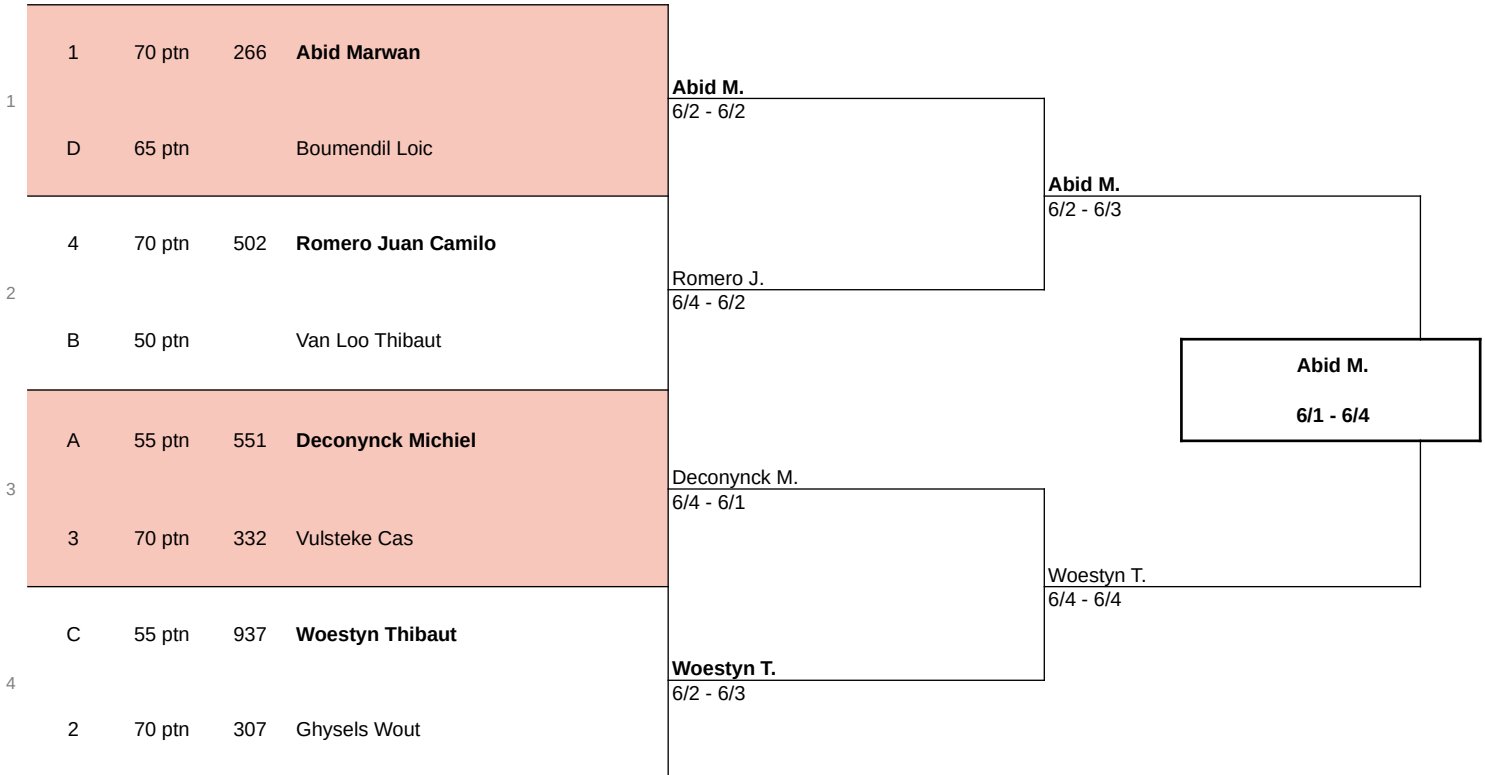 1 70 ptn 266 Abid Marwan
Abid M.
1
6/2 - 6/2
D 65 ptn Boumendil Loic
Abid M.
6/2 - 6/3
4 70 ptn 502 Romero Juan Camilo
Romero J.
2
6/4 - 6/2
B 50 ptn Van Loo Thibaut
Abid M.
6/1 - 6/4
A 55 ptn 551 Deconynck Michiel
Deconynck M.
3
6/4 - 6/1
3 70 ptn 332 Vulsteke Cas
Woestyn T.
6/4 - 6/4
C 55 ptn 937 Woestyn Thibaut
Woestyn T.
4
6/2 - 6/3
2 70 ptn 307 Ghysels Wout